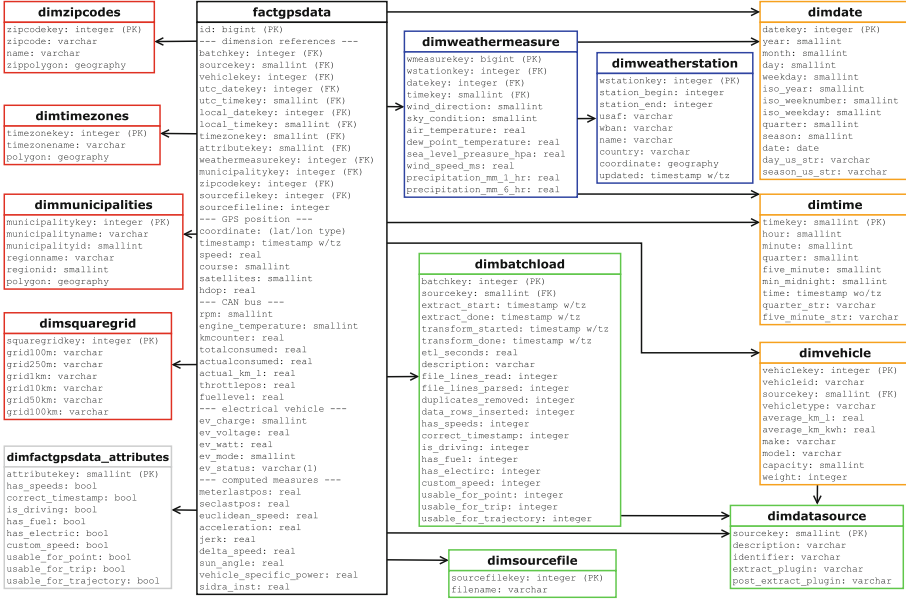 dimzipcodes
zipcodekey: integer (PK)
zipcode: varchar
name: varchar
zippolygon: geography
dimtimezones
timezonekey: integer (PK)
timezonename: varchar
polygon: geography
dimmunicipalities
municipalitykey: integer (PK)
municipalityname: varchar
municipalityid: smallint
regionname: varchar
regionid: smallint
polygon: geography
dimsquaregrid
squaregridkey: integer(PK)
grid100m: varchar
grid250m: varchar
grid1km: varchar
grid10km: varchar
grid50km: varchar
grid100km: varchar
dimfactgpsdata_attributes
attributekey: smallint (PK)
has_speeds: bool
correct_timestamp: bool
is_driving: bool
has_fuel: bool
has_electric: bool
custom_speed: bool
usable_for_point: bool
usable_for_trip: bool
usable_for_trajectory: bool
factgpsdata
id: bigint (PK)
--- dimension references ---
batchkey: integer (FK)
sourcekey: smallint (FK)
vehiclekey: integer (FK)
utc_datekey: integer (FK)
utc_timekey: smallint (FK)
local_datekey: integer (FK)
local_timekey: smallint (FK)
timezonekey: smallint (FK)
attributekey: smallint (FK)
weathermeasurekey: integer (FK)
municipalitykey: integer (FK)
zipcodekey: integer (FK)
sourcefilekey: integer (FK)
sourcefileline: integer
--- GPS position ---
coordinate: (lat/lon type)
timestamp: timestamp w/tz
speed: real
course: smallint
satellites: smallint
hdop: real
--- CAN bus ---
rpm: smallint
engine_temperature: smallint
kmcounter: real
totalconsumed: real
actualconsumed: real
actual_km_l: real
throttlepos: real
fuellevel: real
--- electrical vehicle ---
ev_charge: smallint
ev_voltage: real
ev_watt: real
ev_mode: smallint
ev_status: varchar(1)
--- computed measures ---
meterlastpos: real
seclastpos: real
euclidean_speed: real
acceleration: real
jerk: real
delta_speed: real
sun_angle: real
vehicle_specific_power: real
sidra_inst: real
dimweathermeasure
wmeasurekey: bigint (PK)
wstationkey: integer (FK)
datekey: integer (FK)
timekey: smallint (FK)
wind_direction: smallint
sky_condition: smallint
air_temperature: real
dew_point_temperature: real
sea_level_preasure_hpa: real
wind_speed_ms: real
precipitation_mm_1_hr: real
precipitation_mm_6_hr: real
dimweatherstation
wstationkey: integer (PK)
station_begin: integer
station_end: integer
usaf: varchar
wban: varchar
name: varchar
country: varchar
coordinate: geography
updated: timestamp w/tz
dimbatchload
batchkey: integer (PK)
sourcekey: smallint (FK)
extract_start: timestamp w/tz
extract_done: timestamp w/tz
transform_started: timestamp w/tz
transform_done: timestamp w/tz
etl_seconds: real
description: varchar
file_lines_read: integer
file_lines_parsed: integer
duplicates_removed: integer
data_rows_inserted: integer
has_speeds: integer
correct_timestamp: integer
is_driving: integer
has_fuel: integer
has_electirc: integer
custom_speed: integer
usable_for_point: integer
usable_for_trip: integer
usable_for_trajectory: integer
dimsourcefile
sourcefilekey: integer (PK)
filename: varchar
dimdate
datekey: integer (PK)
year: smallint
month: smallint
day: smallint
weekday: smallint
iso_year: smallint
iso_weeknumber: smallint
iso_weekday: smallint
quarter: smallint
season: smallint
date: date
day_us_str: varchar
season_us_str: varchar
dimtime
timekey: smallint (PK)
hour: smallint
minute: smallint
quarter: smallint
five_minute: smallint
min_midnight: smallint
time: timestamp wo/tz
quarter_str: varchar
five_minute_str: varchar
dimvehicle
vehiclekey: integer (PK)
vehicleid: varchar
sourcekey: smallint (FK)
vehicletype: varchar
average_km_l: real
average_km_kwh: real
make: varchar
model: varchar
capacity: smallint
weight: integer
dimdatasource
sourcekey: smallint (PK)
description: varchar
identifier: varchar
extract_plugin: varchar
post_extract_plugin: varchar